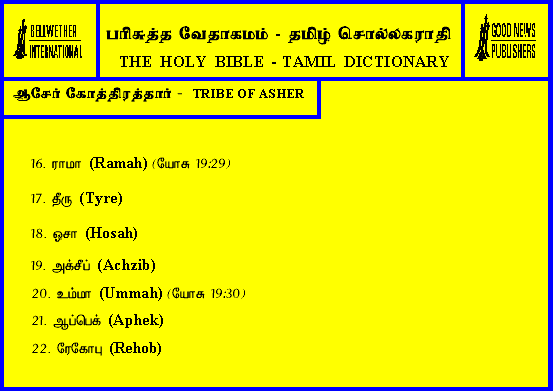 BELLWETHER
INTERNATIONAL
பரிசுத்த வேதாகமம் - தமிழ் சொல்லகராதி
THE HOLY BIBLE - TAMIL DICTIONARY
GOOD NEWS
PUBLISHERS
ஆசேர் கோத்திரத்தார் - TRIBE OF ASHER
16. ராமா (Ramah) (யோசு 19:29)
17. தீரு (Tyre)
18. ஓசா (Hosah)
19. அக்சீப் (Achzib)
20. உம்மா (Ummah) (யோசு 19:30)
21. ஆப்பெக் (Aphek)
22. ரேகோபு (Rehob)